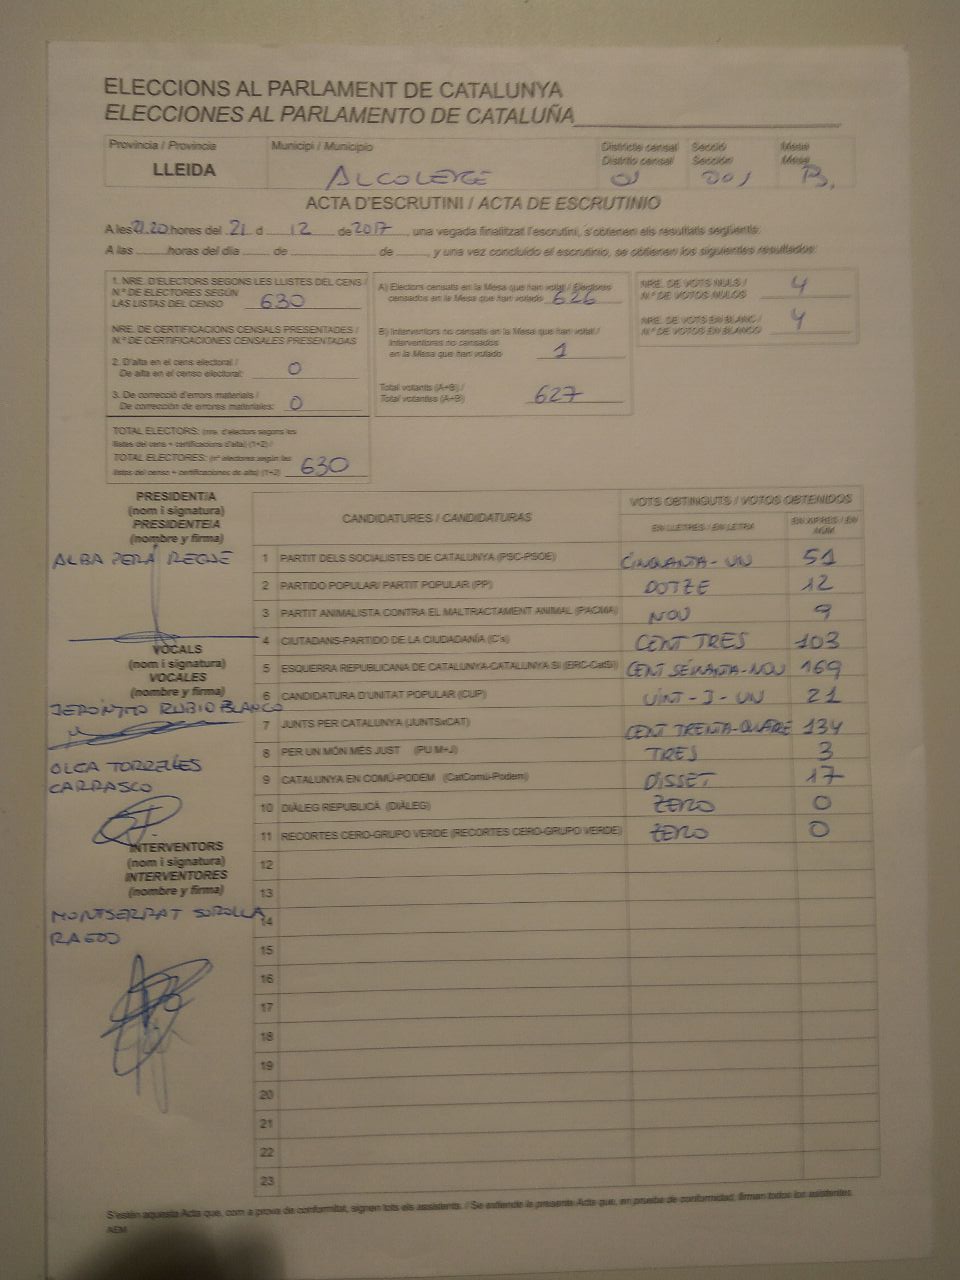 ELECCIONS AL PARLAMENT DE CATALUNYA
ELECCIONES AL PARLAMENTO DE CATALUÑA
Província / Provincia Municipi / Municipio Districte censal Secció Mesa
Distrito censal Sección Mesa
LLEIDA ALCOLETGE 01 001 B
ACTA D'ESCRUTINI / ACTA DE ESCRUTINIO
A les 21.20 hores del 21 d 12 de 2017, una vegada finalitzat l'escrutini, s'obtenen els resultats següents:
A las ........ horas del día ........ de ........ de ........, y una vez concluido el escrutinio, se obtienen los siguientes resultados:
1. NRE. D'ELECTORS SEGONS LES LLISTES DEL CENS /
N.º DE ELECTORES SEGÚN
LAS LISTAS DEL CENSO 630
NRE. DE CERTIFICACIONS CENSALS PRESENTADES /
N.º DE CERTIFICACIONES CENSALES PRESENTADAS
2. D'alta en el cens electoral /
De alta en el censo electoral: 0
3. De correcció d'errors materials /
De corrección de errores materiales: 0
TOTAL ELECTORS: (nre. d'electors segons les
llistes del cens + certificacions d'alta) (1+2) /
TOTAL ELECTORES: (nº electores según las
listas del censo + certificaciones de alta) (1+2) 630
A) Electors censats en la Mesa que han votat / Electores
censados en la Mesa que han votado 626
B) Interventors no censats en la Mesa que han votat /
Interventores no censados
en la Mesa que han votado 1
Total votants (A+B) /
Total votantes (A+B) 627
NRE. DE VOTS NULS /
N.º DE VOTOS NULOS 4
NRE. DE VOTS EN BLANC /
N.º DE VOTOS EN BLANCO 4
PRESIDENT/A
(nom i signatura)
PRESIDENTE/A
(nombre y firma)
ALBA PERA REQUE
VOCALS
(nom i signatura)
VOCALES
(nombre y firma)
JERONIMO RUBIO BLANCO
OLGA TORRELLES
CARRASCO
INTERVENTORS
(nom i signatura)
INTERVENTORES
(nombre y firma)
MONTSERRAT SOROLLA
CANDIDATURES / CANDIDATURAS VOTS OBTINGUTS / VOTOS OBTENIDOS
EN LLETRES / EN LETRA EN XIFRES / EN NÚM
1 PARTIT DELS SOCIALISTES DE CATALUNYA (PSC-PSOE) CINQUANTA-UN 51
2 PARTIDO POPULAR/ PARTIT POPULAR (PP) DOTZE 12
3 PARTIT ANIMALISTA CONTRA EL MALTRACTAMENT ANIMAL (PACMA) NOU 9
4 CIUTADANS-PARTIDO DE LA CIUDADANÍA (C's) CENT TRES 103
5 ESQUERRA REPUBLICANA DE CATALUNYA-CATALUNYA SÍ (ERC-CatSí) CENT SEIXANTA-NOU 169
6 CANDIDATURA D'UNITAT POPULAR (CUP) VINT-I-UN 21
7 JUNTS PER CATALUNYA (JUNTSxCAT) CENT TRENTA-QUATRE 134
8 PER UN MÓN MÉS JUST (PUM+J) TRES 3
9 CATALUNYA EN COMÚ-PODEM (CatComú-Podem) DISSET 17
10 DIÀLEG REPUBLICÀ (DIÀLEG) ZERO 0
11 RECORTES CERO-GRUPO VERDE (RECORTES CERO-GRUPO VERDE) ZERO 0
12
13
14
15
16
17
18
19
20
21
22
23
S'estén aquesta Acta que, com a prova de conformitat, signen tots els assistents. / Se extiende la presente Acta que, en prueba de conformidad, firman todos los asistentes
AEM